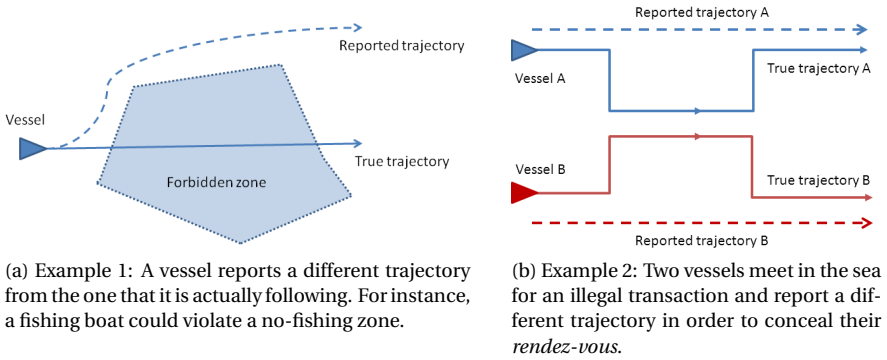 Reported trajectory
Vessel
True trajectory
Forbidden zone
(a) Example 1: A vessel reports a different trajectory
from the one that it is actually following. For instance,
a fishing boat could violate a no-fishing zone.
Reported trajectory A
Vessel A
True trajectory A
Vessel B
True trajectory B
Reported trajectory B
(b) Example 2: Two vessels meet in the sea
for an illegal transaction and report a dif-
ferent trajectory in order to conceal their
rendez-vous.